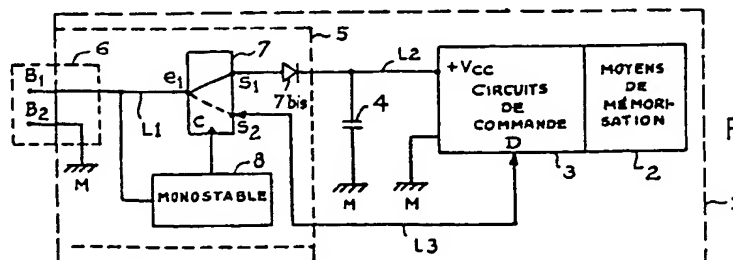 6
5
7
B1
B2
e1
S1
S2
C
7bis
L1
L2
4
M
8
MONOSTABLE
+VCC
CIRCUITS
DE
COMMANDE
D
MOYENS
DE
MÉMORI-
SATION
M
M
3
2
L3